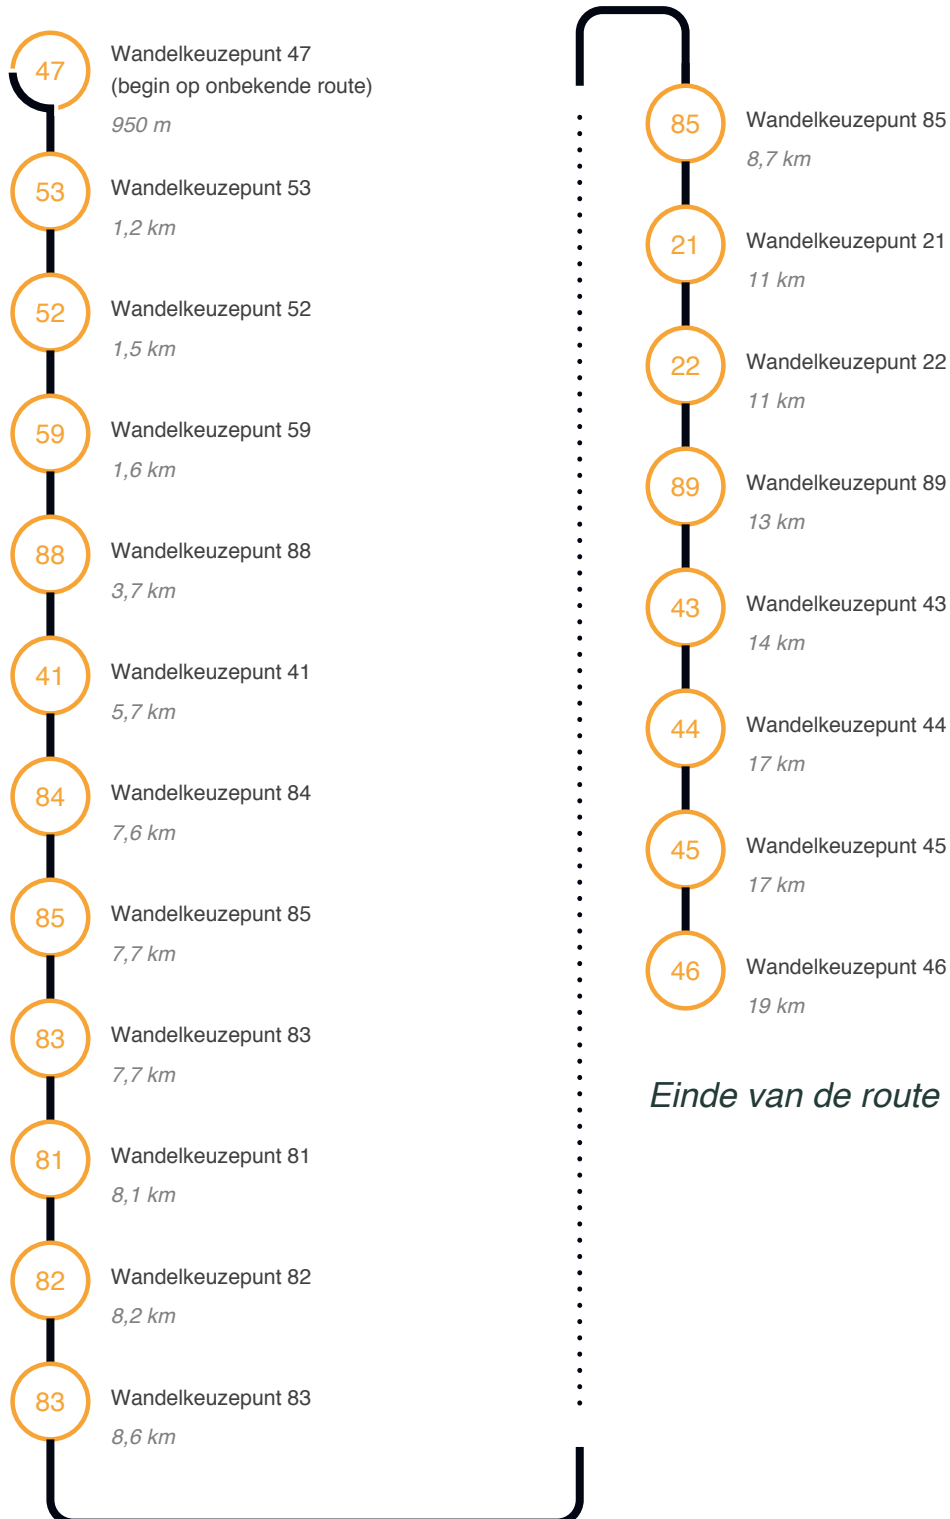 47
Wandelkeuzepunt 47
(begin op onbekende route)
950 m
53
Wandelkeuzepunt 53
1,2 km
52
Wandelkeuzepunt 52
1,5 km
59
Wandelkeuzepunt 59
1,6 km
88
Wandelkeuzepunt 88
3,7 km
41
Wandelkeuzepunt 41
5,7 km
84
Wandelkeuzepunt 84
7,6 km
85
Wandelkeuzepunt 85
7,7 km
83
Wandelkeuzepunt 83
7,7 km
81
Wandelkeuzepunt 81
8,1 km
82
Wandelkeuzepunt 82
8,2 km
83
Wandelkeuzepunt 83
8,6 km
85
Wandelkeuzepunt 85
8,7 km
21
Wandelkeuzepunt 21
11 km
22
Wandelkeuzepunt 22
11 km
89
Wandelkeuzepunt 89
13 km
43
Wandelkeuzepunt 43
14 km
44
Wandelkeuzepunt 44
17 km
45
Wandelkeuzepunt 45
17 km
46
Wandelkeuzepunt 46
19 km
Einde van de route